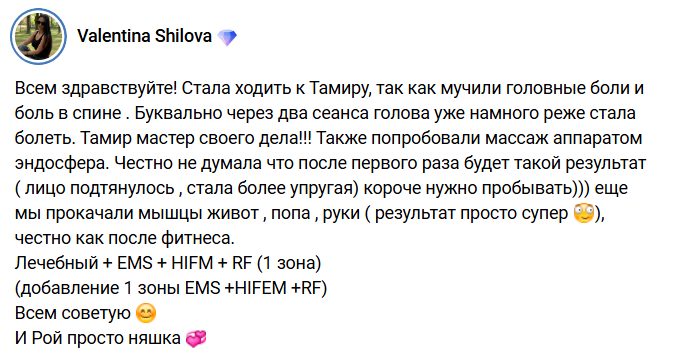 Valentina Shilova 💎
Всем здравствуйте! Стала ходить к Тамиру, так как мучили головные боли и
боль в спине . Буквально через два сеанса голова уже намного реже стала
болеть. Тамир мастер своего дела!!! Также попробовали массаж аппаратом
эндосфера. Честно не думала что после первого раза будет такой результат
( лицо подтянулось , стала более упругая) короче нужно пробывать))) еще
мы прокачали мышцы живот , попа , руки ( результат просто супер 😳),
честно как после фитнеса.
Лечебный + EMS + HIFM + RF (1 зона)
(добавление 1 зоны EMS +HIFEM +RF)
Всем советую 😊
И Рой просто няшка 💞